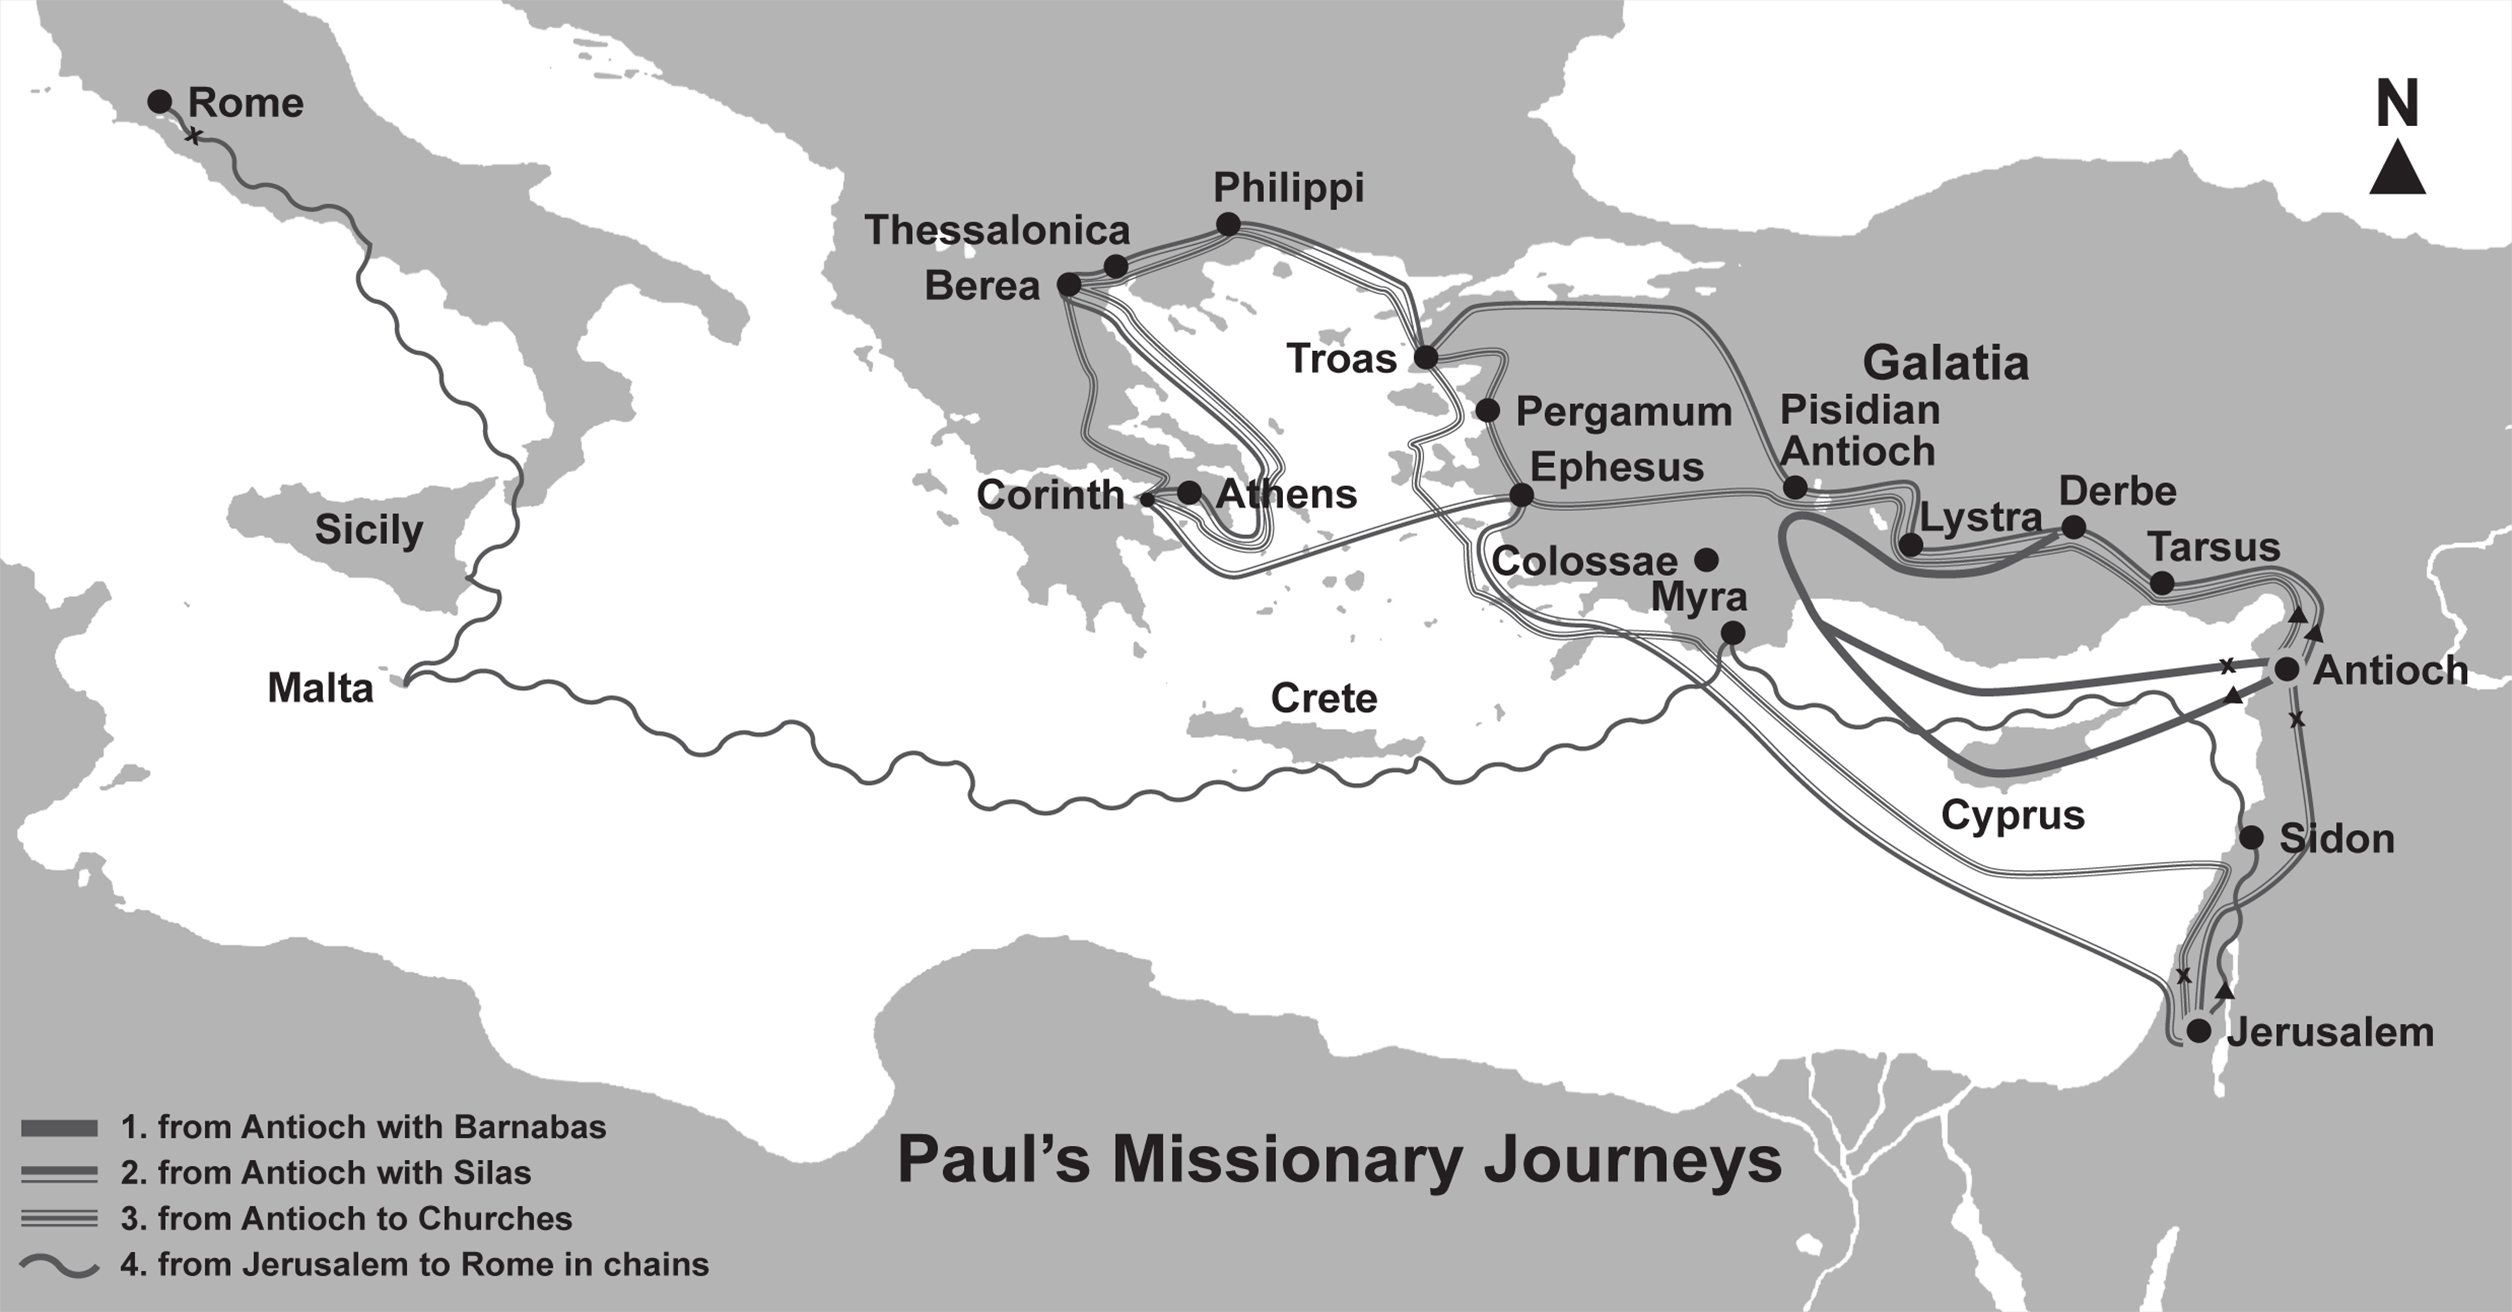 N
Rome
Philippi
Thessalonica
Berea
Troas
Galatia
Pergamum
Pisidian
Antioch
Ephesus
Corinth
Athens
Derbe
Lystra
Sicily
Tarsus
Colossae
Myra
Antioch
Malta
Crete
Cyprus
Sidon
Jerusalem
Paul's Missionary Journeys
1. from Antioch with Barnabas
2. from Antioch with Silas
3. from Antioch to Churches
4. from Jerusalem to Rome in chains